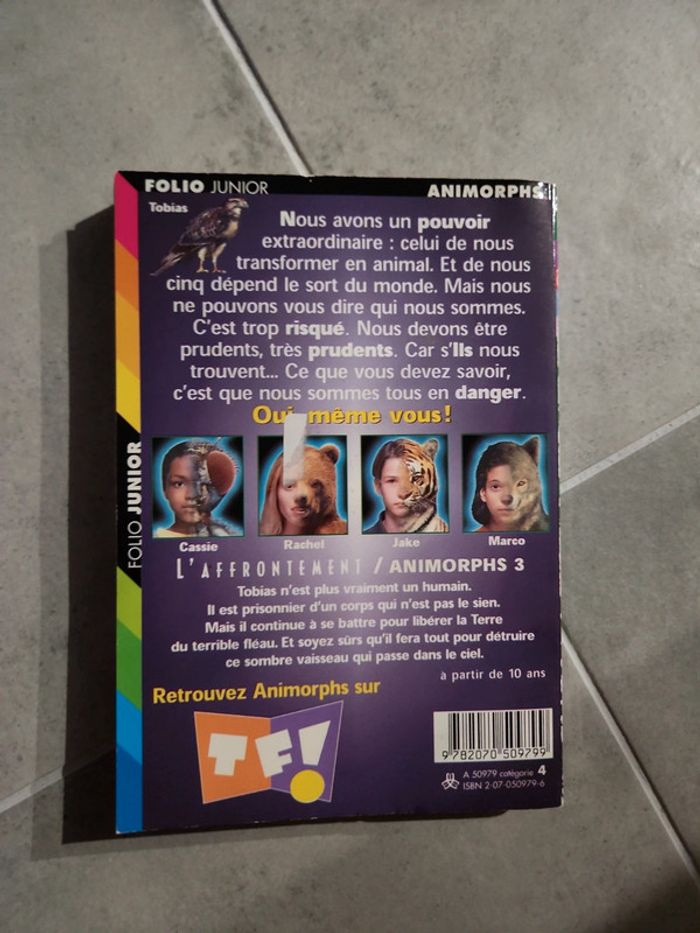 FOLIO JUNIOR
ANIMORPHS
Tobias
Nous avons un pouvoir
extraordinaire : celui de nous
transformer en animal. Et de nous
cinq dépend le sort du monde. Mais nous
ne pouvons vous dire qui nous sommes.
C'est trop risqué. Nous devons être
prudents, très prudents. Car s'Ils nous
trouvent... Ce que vous devez savoir,
c'est que nous sommes tous en danger.
Oui, même vous!
FOLIO JUNIOR
Cassie
Rachel
Jake
Marco
L'AFFRONTEMENT / ANIMORPHS 3
Tobias n'est plus vraiment un humain.
Il est prisonnier d'un corps qui n'est pas le sien.
Mais il continue à se battre pour libérer la Terre
du terrible fléau. Et soyez sûrs qu'il fera tout pour détruire
ce sombre vaisseau qui passe dans le ciel.
à partir de 10 ans
Retrouvez Animorphs sur
TF!
9 782070 509799
A 50979 catégorie 4
ISBN 2-07-050979-6